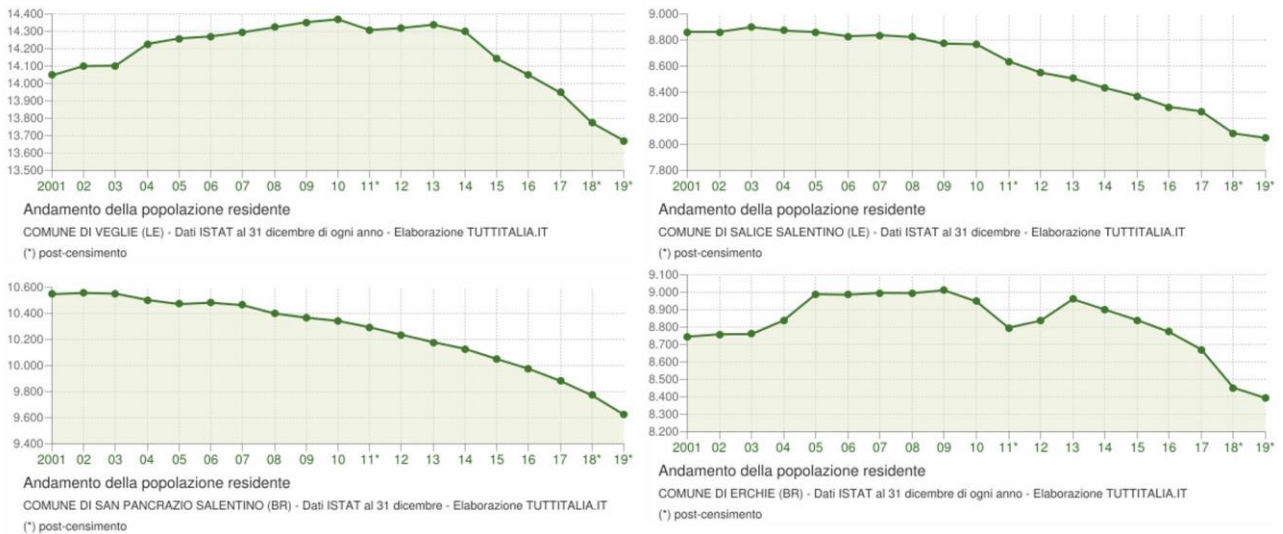 14.400
14.300
14.200
14.100
14.000
13.900
13.800
13.700
13.600
13.500
2001 02 03 04 05 06 07 08 09 10 11* 12 13 14 15 16 17 18* 19*
Andamento della popolazione residente
COMUNE DI VEGLIE (LE) - Dati ISTAT al 31 dicembre di ogni anno - Elaborazione TUTTITALIA.IT
(*) post-censimento
9.000
8.800
8.600
8.400
8.200
8.000
7.800
2001 02 03 04 05 06 07 08 09 10 11* 12 13 14 15 16 17 18* 19*
Andamento della popolazione residente
COMUNE DI SALICE SALENTINO (LE) - Dati ISTAT al 31 dicembre - Elaborazione TUTTITALIA.IT
(*) post-censimento
10.600
10.400
10.200
10.000
9.800
9.600
9.400
2001 02 03 04 05 06 07 08 09 10 11* 12 13 14 15 16 17 18* 19*
Andamento della popolazione residente
COMUNE DI SAN PANCRAZIO SALENTINO (BR) - Dati ISTAT al 31 dicembre - Elaborazione TUTTITALIA.IT
(*) post-censimento
9.100
9.000
8.900
8.800
8.700
8.600
8.500
8.400
8.300
8.200
2001 02 03 04 05 06 07 08 09 10 11* 12 13 14 15 16 17 18* 19*
Andamento della popolazione residente
COMUNE DI ERCHIE (BR) - Dati ISTAT al 31 dicembre di ogni anno - Elaborazione TUTTITALIA.IT
(*) post-censimento